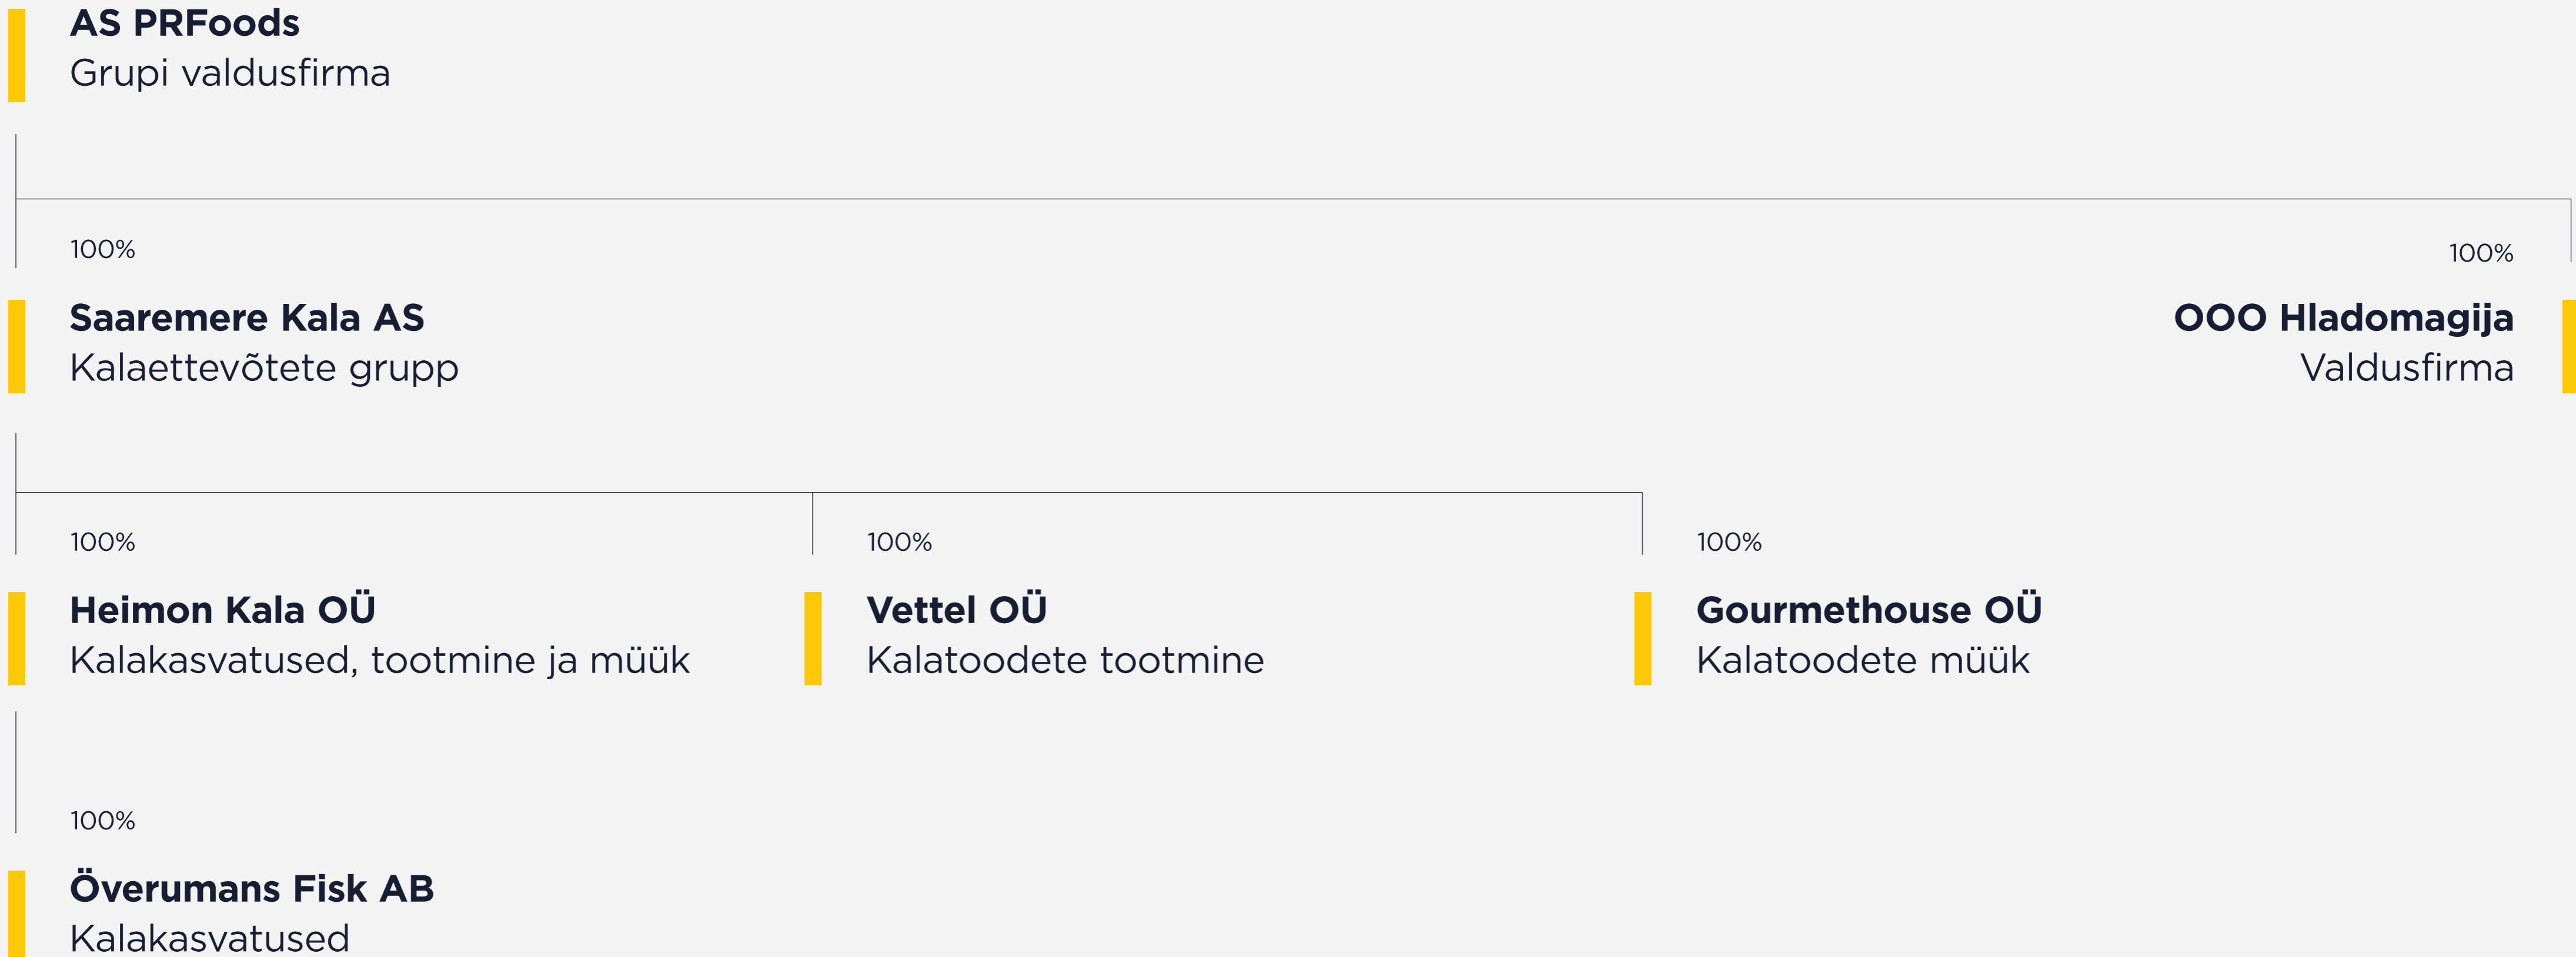 AS PRFoods
Grupi valdusfirma
100%
100%
Saaremere Kala AS
Kalaettevõtete grupp
OOO Hladomagija
Valdusfirma
100%
100%
100%
Heimon Kala OÜ
Kalakasvatused, tootmine ja müük
Vettel OÜ
Kalatoodete tootmine
Gourmethouse OÜ
Kalatoodete müük
100%
Överumans Fisk AB
Kalakasvatused